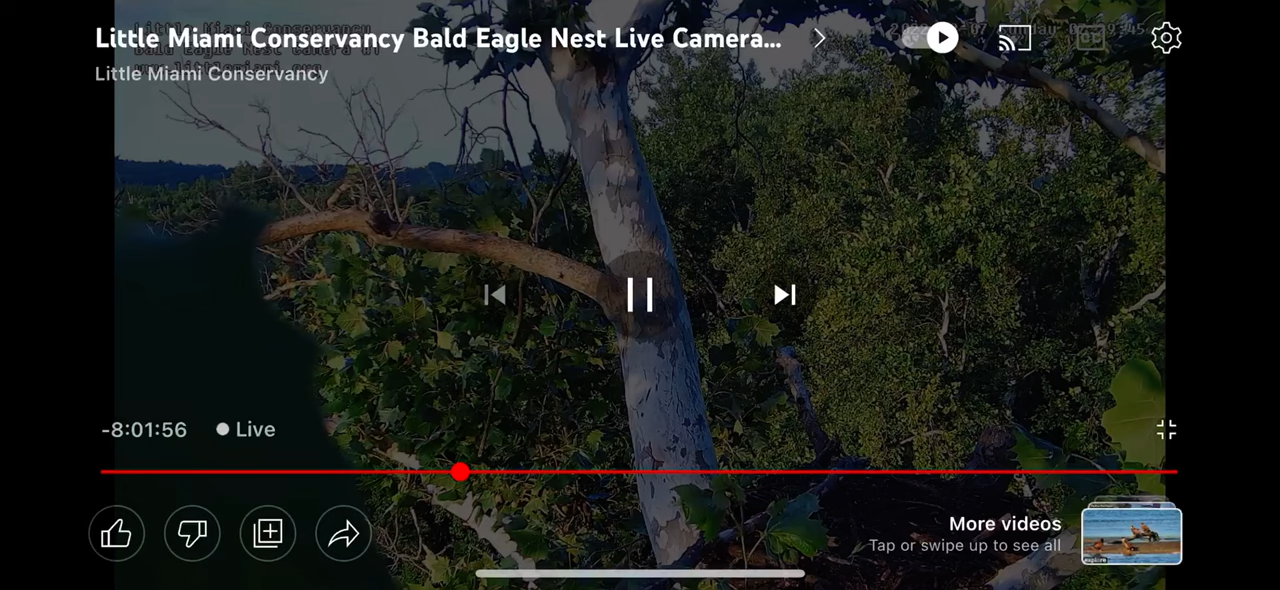 Little Miami Conservancy Bald Eagle Nest Live Camera...
Little Miami Conservancy
-8:01:56
Live
More videos
Tap or swipe up to see all
explore